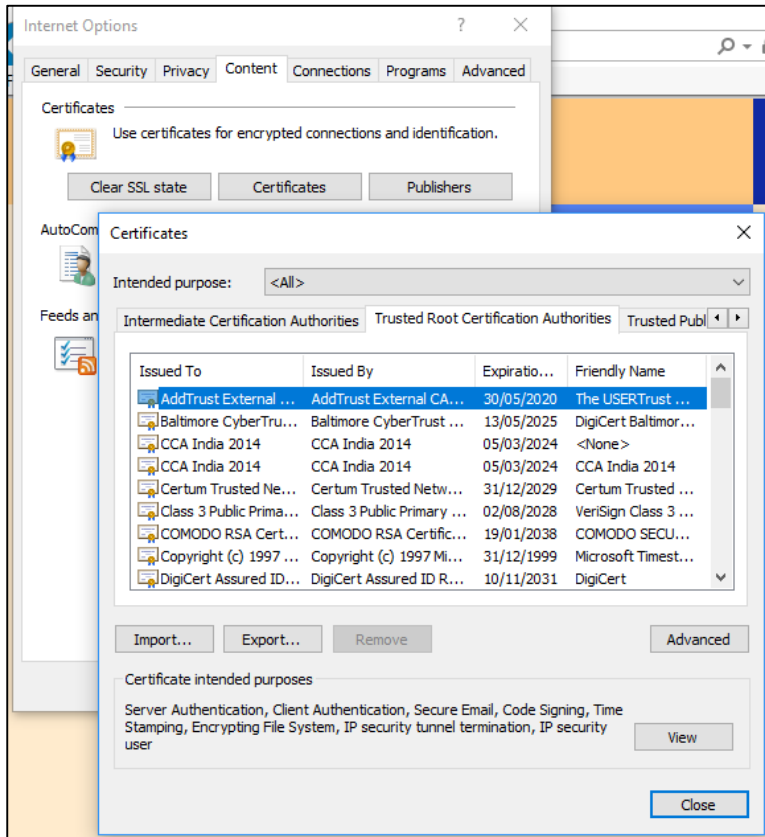 Internet Options
?
General Security Privacy Content Connections Programs Advanced
Certificates
Use certificates for encrypted connections and identification.
Clear SSL state Certificates Publishers
AutoCom
Feeds an
Certificates
Intended purpose: <All>
Intermediate Certification Authorities Trusted Root Certification Authorities Trusted Publ
Issued To Issued By Expiratio... Friendly Name
AddTrust External ... AddTrust External CA... 30/05/2020 The USERTrust ...
Baltimore CyberTru... Baltimore CyberTrust ... 13/05/2025 DigiCert Baltimor...
CCA India 2014 CCA India 2014 05/03/2024 <None>
CCA India 2014 CCA India 2014 05/03/2024 CCA India 2014
Certum Trusted Ne... Certum Trusted Netw... 31/12/2029 Certum Trusted ...
Class 3 Public Prima... Class 3 Public Primary ... 02/08/2028 VeriSign Class 3 ...
COMODO RSA Cert... COMODO RSA Certific... 19/01/2038 COMODO SECU...
Copyright (c) 1997 ... Copyright (c) 1997 Mi... 31/12/1999 Microsoft Timest...
DigiCert Assured ID... DigiCert Assured ID R... 10/11/2031 DigiCert
Import... Export... Remove Advanced
Certificate intended purposes
Server Authentication, Client Authentication, Secure Email, Code Signing, Time
Stamping, Encrypting File System, IP security tunnel termination, IP security
user
View
Close